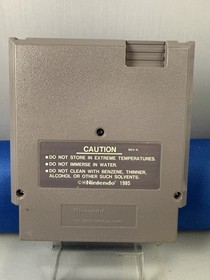 CAUTION
REV-A
•DO NOT STORE IN EXTREME TEMPERATURES.
•DO NOT IMMERSE IN WATER.
•DO NOT CLEAN WITH BENZENE, THINNER,
ALCOHOL OR OTHER SUCH SOLVENTS.
©Nintendo 1985